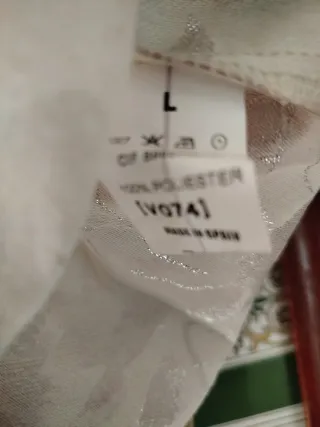 L
100% POLIESTER
[V074]
MADE IN SPAIN